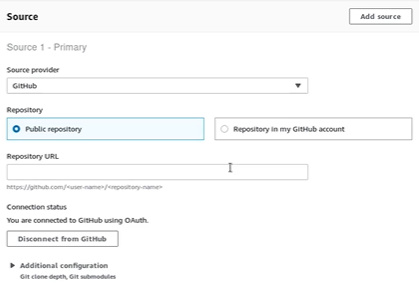 Source
Add source
Source 1 - Primary
Source provider
GitHub
Repository
Public repository
Repository in my GitHub account
Repository URL
https://github.com/<user-name>/<repository-name>
Connection status
You are connected to GitHub using OAuth.
Disconnect from GitHub
Additional configuration
Git clone depth, Git submodules